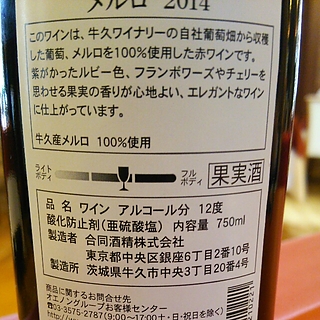 メルロ 2014
このワインは、牛久ワイナリーの自社葡萄畑から収穫
した葡萄、メルロを100%使用した赤ワインです。
紫がかったルビー色、フランボワーズやチェリーを
思わせる果実の香りが心地よい、エレガントなワイン
に仕上がっています。
牛久産メルロ 100%使用
ライト
ボディ
フル
ボディ
果実酒
品 名 ワイン アルコール分 12度
酸化防止剤(亜硫酸塩) 内容量 750ml
製造者 合同酒精株式会社
東京都中央区銀座6丁目2番10号
製造所 茨城県牛久市中央3丁目20番4号
商品に関するお問合せ先
オエノングループお客様センター
☎03-3575-2787(9:00~17:00 土・日・祝日を除く)